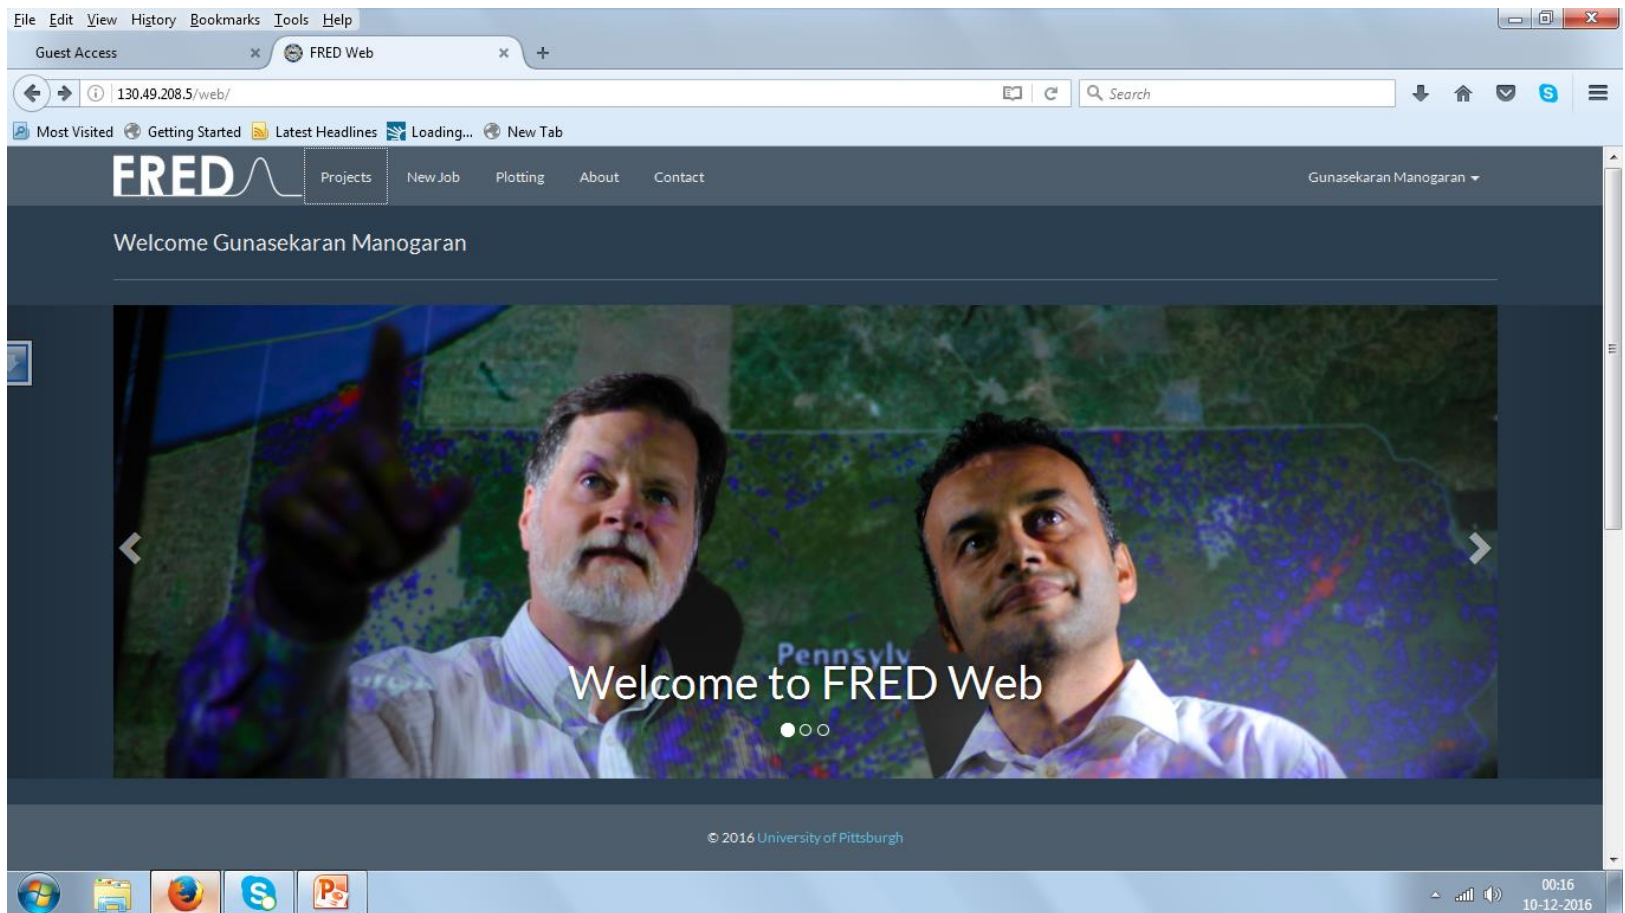 File Edit View History Bookmarks Tools Help
Guest Access FRED Web
130.49.208.5/web/ Search
Most Visited Getting Started Latest Headlines Loading... New Tab
FRED Projects New Job Plotting About Contact Gunasekaran Manogaran
Welcome Gunasekaran Manogaran
Pennsylv
Welcome to FRED Web
© 2016 University of Pittsburgh
00:16
10-12-2016